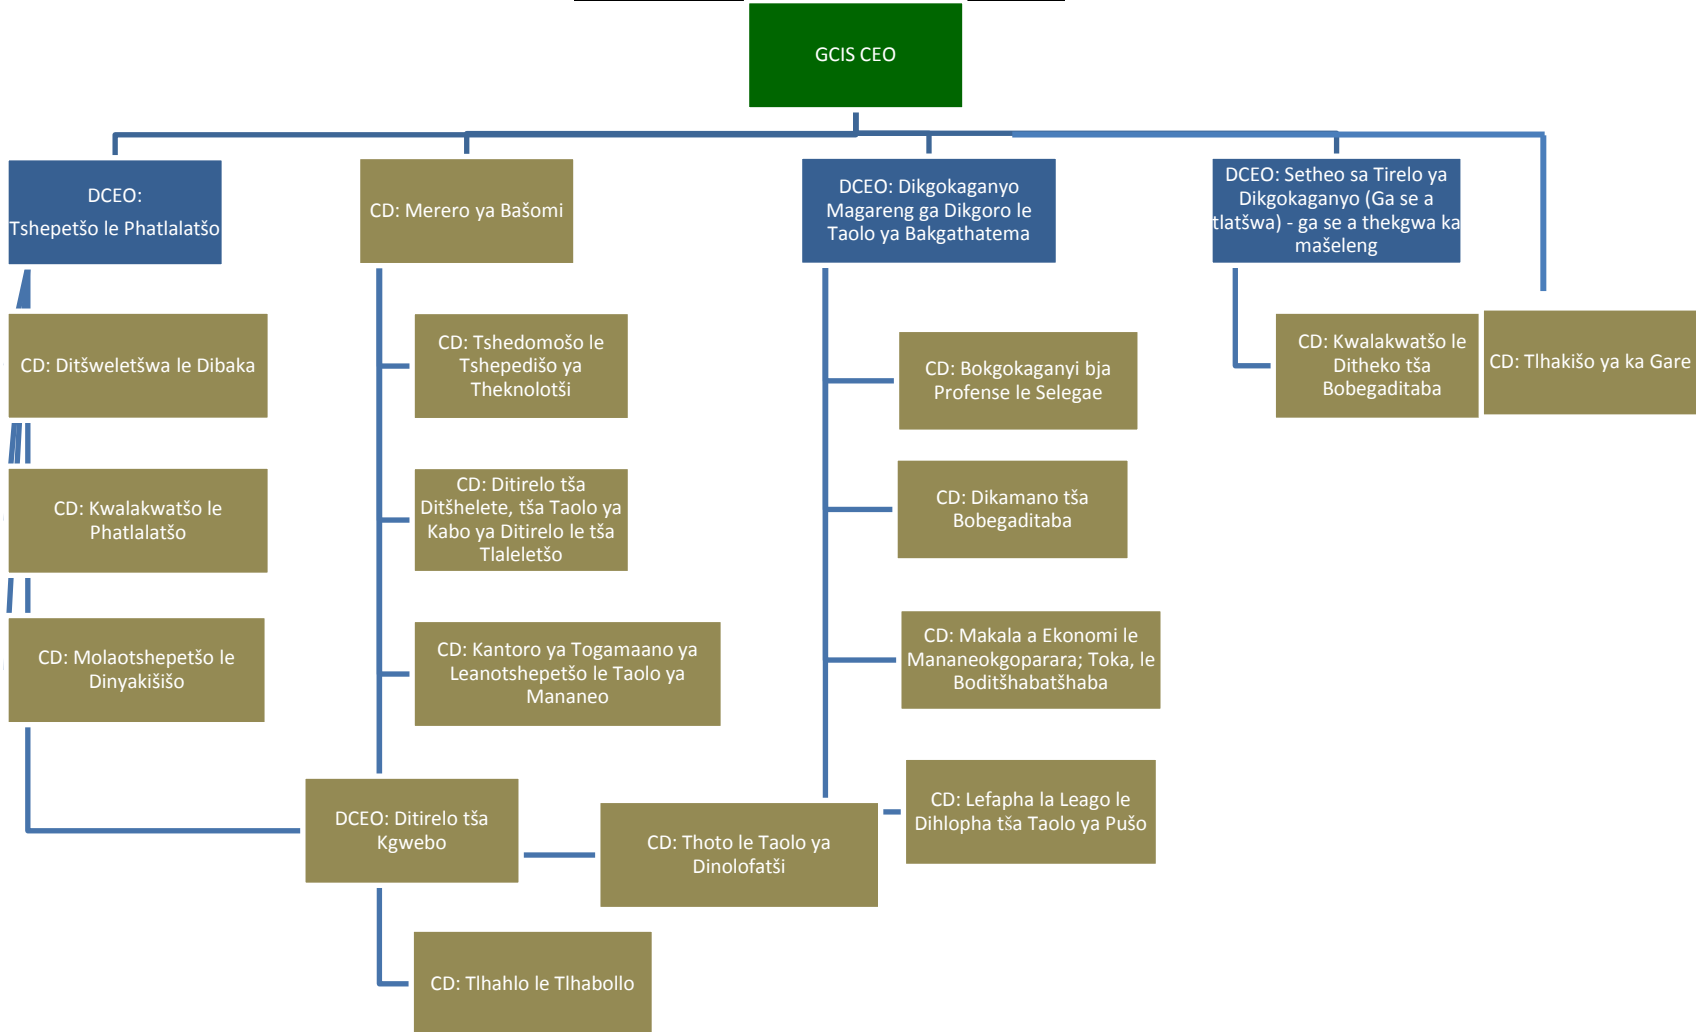 GCIS CEO
DCEO:
Tshepetšo le Phatlalatšo
CD: Merero ya Bašomi
DCEO: Dikgokaganyo
Magareng ga Dikgoro le
Taolo ya Bakgathatema
DCEO: Setheo sa Tirelo ya
Dikgokaganyo (Ga se a
tlatšwa) - ga se a thekgwa ka
mašeleng
CD: Ditšweletšwa le Dibaka
CD: Tshedomošo le
Tshepedišo ya
Theknolotši
CD: Bokgokaganyi bja
Profense le Selegae
CD: Kwalakwatšo le
Ditheko tša
Bobegaditaba
CD: Tlhakišo ya ka Gare
CD: Kwalakwatšo le
Phatlalatšo
CD: Ditirelo tša
Ditšhelete, tša Taolo ya
Kabo ya Ditirelo le tša
Tlaleletšo
CD: Dikamano tša
Bobegaditaba
CD: Molaotshepetšo le
Dinyakišišo
CD: Kantoro ya Togamaano ya
Leanotshepetšo le Taolo ya
Mananeo
CD: Makala a Ekonomi le
Mananeokgoparara; Toka, le
Boditšhabatšhaba
DCEO: Ditirelo tša
Kgwebo
CD: Thoto le Taolo ya
Dinolofatši
CD: Lefapha la Leago le
Dihlopha tša Taolo ya Pušo
CD: Tlhahlo le Tlhabollo